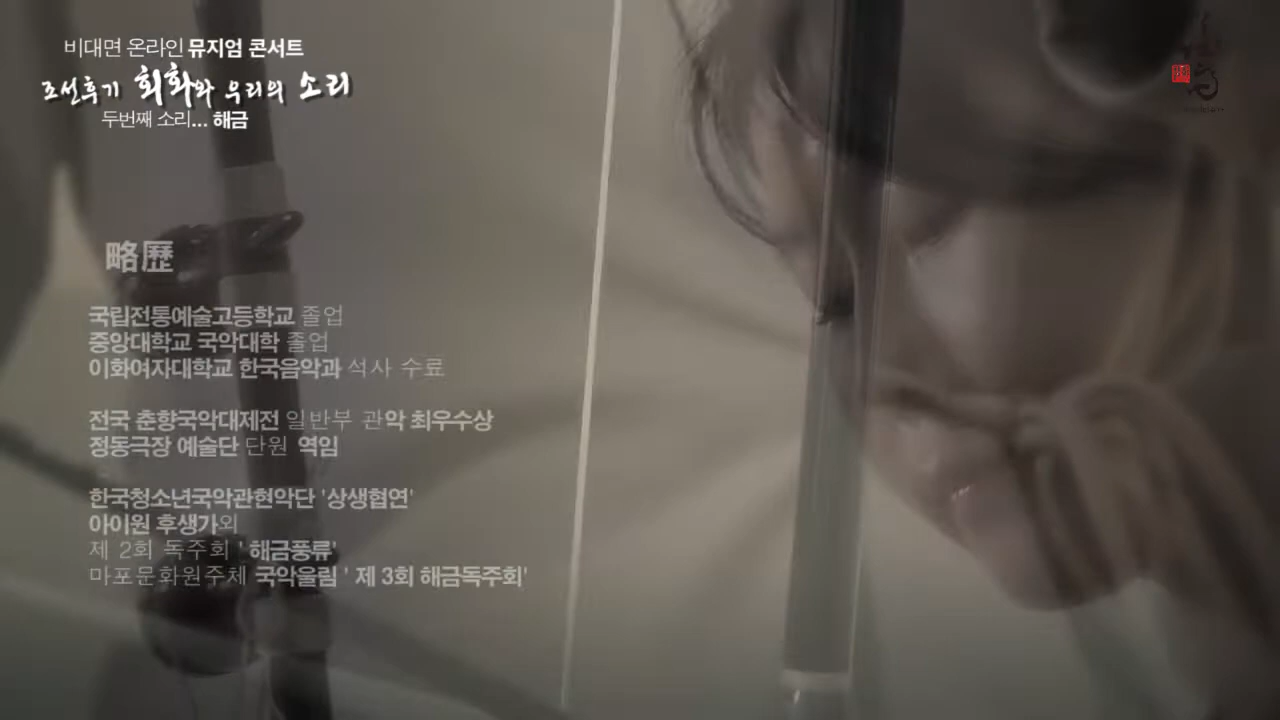 비대면 온라인 뮤지엄 콘서트
조선후기 회화와 우리의 소리
두번째 소리... 해금
略歷
국립전통예술고등학교 졸업
중앙대학교 국악대학 졸업
이화여자대학교 한국음악과 석사 수료
전국 춘향국악대제전 일반부 관악 최우수상
정동극장 예술단 단원 역임
한국청소년국악관현악단 '상생협연'
아이원 후생가외
제 2회 독주회 ' 해금풍류'
마포문화원주체 국악울림 ' 제 3회 해금독주회'